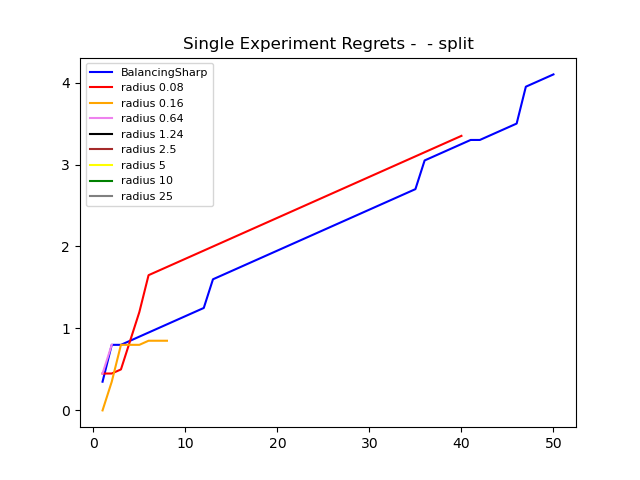 Single Experiment Regrets -  - split
BalancingSharp
radius 0.08
radius 0.16
radius 0.64
radius 1.24
radius 2.5
radius 5
radius 10
radius 25
4
3
2
1
0
0 10 20 30 40 50